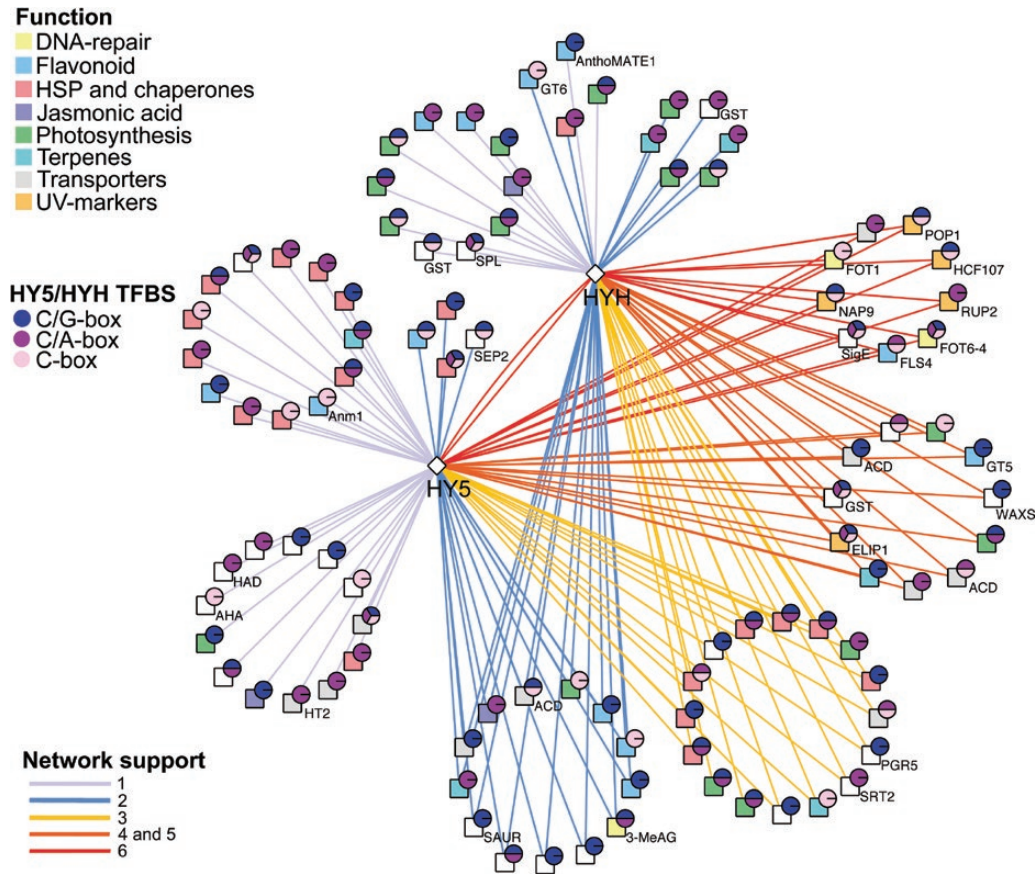 Function
DNA-repair
Flavonoid
HSP and chaperones
Jasmonic acid
Photosynthesis
Terpenes
Transporters
UV-markers
HY5/HYH TFBS
C/G-box
C/A-box
C-box
Network support
1
2
3
4 and 5
6
AnthoMATE1
GT6
GST
GST
SPL
HYH
POP1
FOT1
HCF107
NAP9
RUP2
SigE
FOT6-4
FLS4
SEP2
Anm1
HY5
ACD
GT5
GST
WAXS
ELIP1
ACD
HAD
AHA
HT2
ACD
SAUR
3-MeAG
PGR5
SRT2